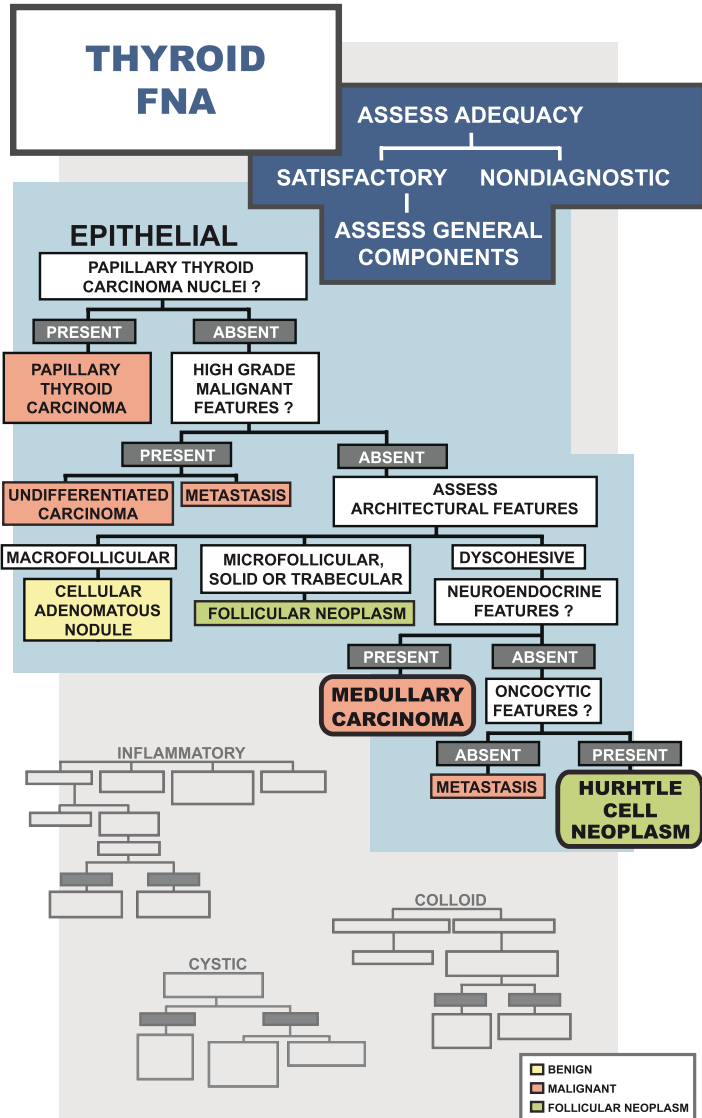 THYROID
FNA
ASSESS ADEQUACY
SATISFACTORY NONDIAGNOSTIC
ASSESS GENERAL
COMPONENTS
EPITHELIAL
PAPILLARY THYROID
CARCINOMA NUCLEI ?
PRESENT ABSENT
PAPILLARY
THYROID
CARCINOMA
HIGH GRADE
MALIGNANT
FEATURES ?
PRESENT ABSENT
UNDIFFERENTIATED
CARCINOMA
METASTASIS
ASSESS
ARCHITECTURAL FEATURES
MACROFOLLICULAR
MICROFOLLICULAR,
SOLID OR TRABECULAR
DYSCOHESIVE
CELLULAR
ADENOMATOUS
NODULE
FOLLICULAR NEOPLASM
NEUROENDOCRINE
FEATURES ?
PRESENT ABSENT
MEDULLARY
CARCINOMA
ONCOCYTIC
FEATURES ?
ABSENT PRESENT
METASTASIS
HURHTLE
CELL
NEOPLASM
INFLAMMATORY
COLLOID
CYSTIC
BENIGN
MALIGNANT
FOLLICULAR NEOPLASM